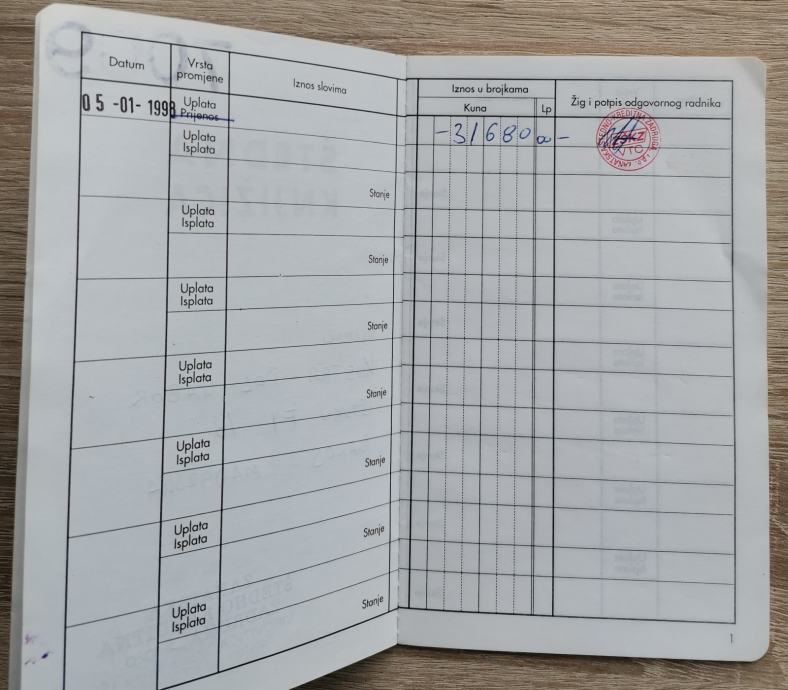 Datum
Vrsta
promjene
Iznos slovima
Iznos u brojkama
Kuna
Lp
Žig i potpis odgovornog radnika
05 -01- 1998
Uplata
Prijenos
-31680 00 -
Uplata
Isplata
Stanje
Uplata
Isplata
Stanje
Uplata
Isplata
Stanje
Uplata
Isplata
Stanje
Uplata
Isplata
Stanje
Uplata
Isplata
Stanje
Uplata
Isplata
Stanje
1